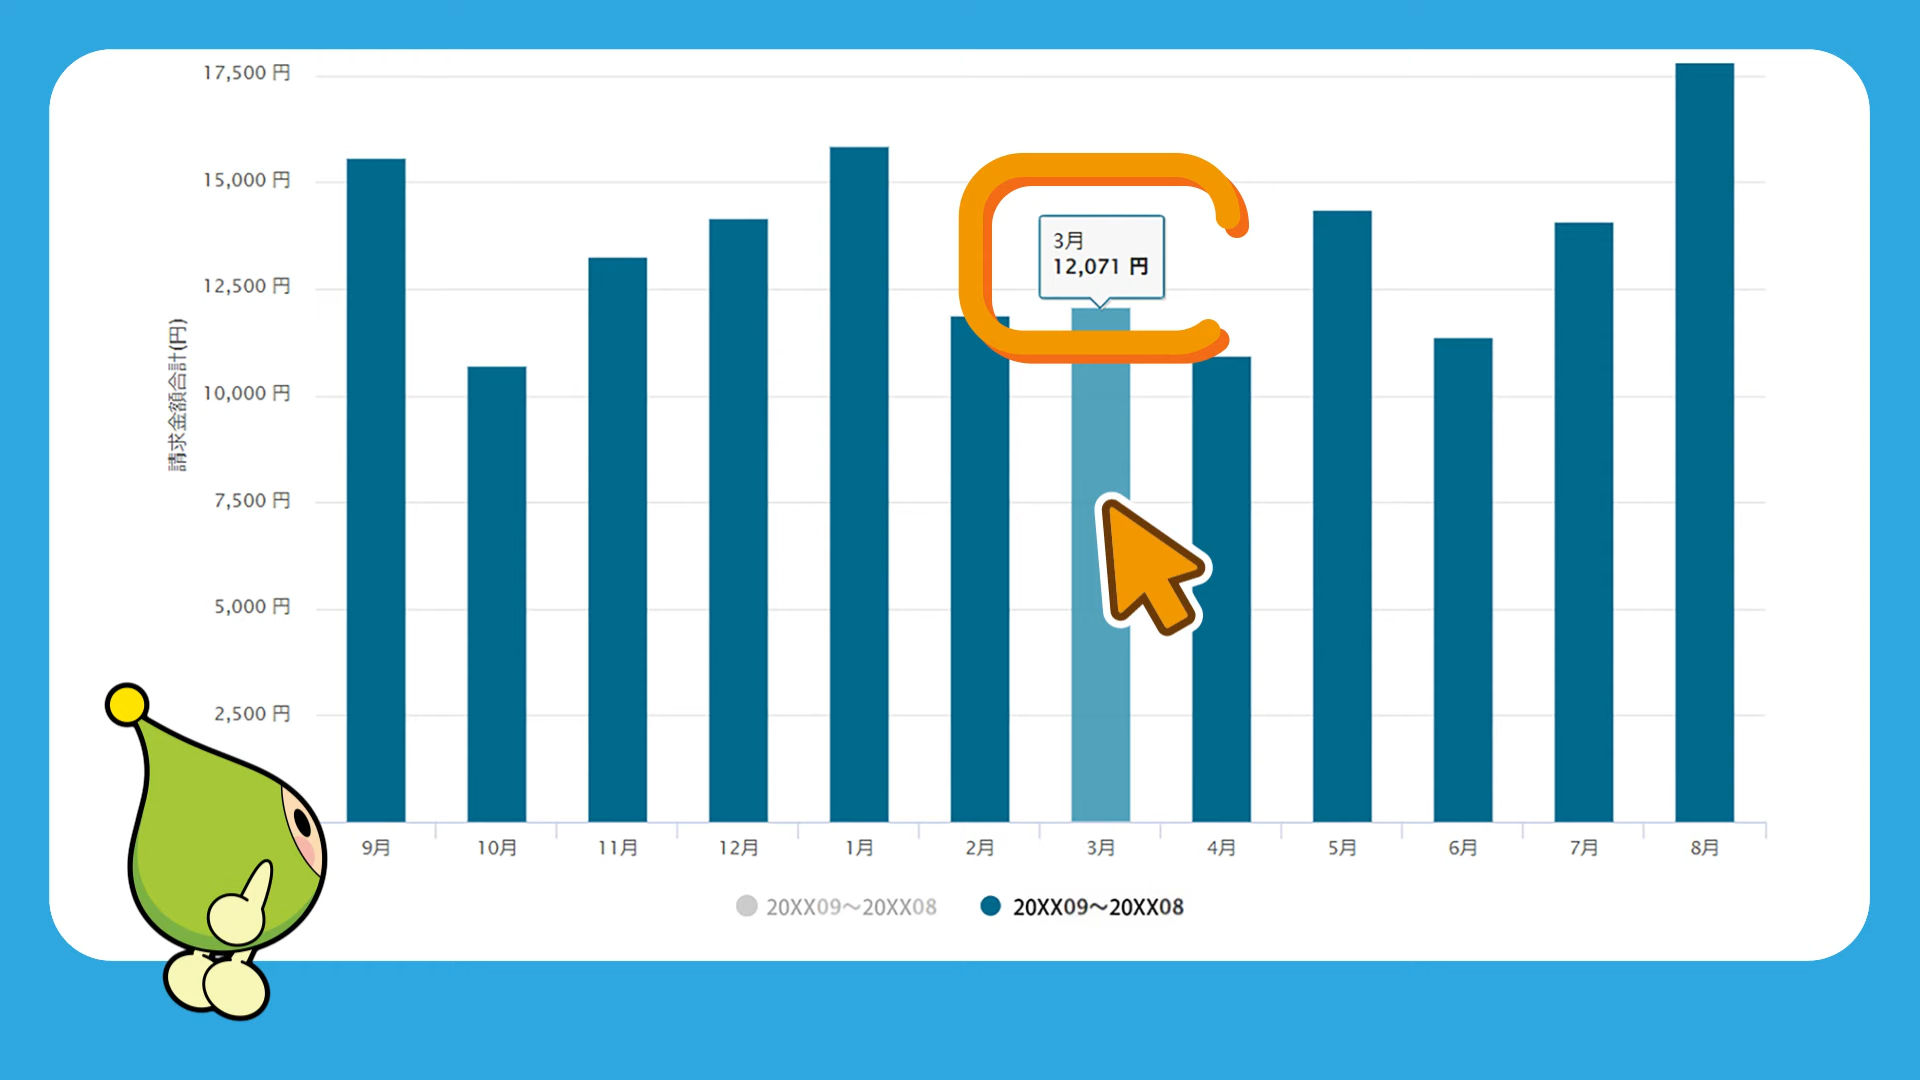 17,500 円
15,000 円
12,500 円
10,000 円
7,500 円
5,000 円
2,500 円
請求金額合計(円)
3月
12,071 円
9月 10月 11月 12月 1月 2月 3月 4月 5月 6月 7月 8月
20XX09～20XX08 20XX09～20XX08